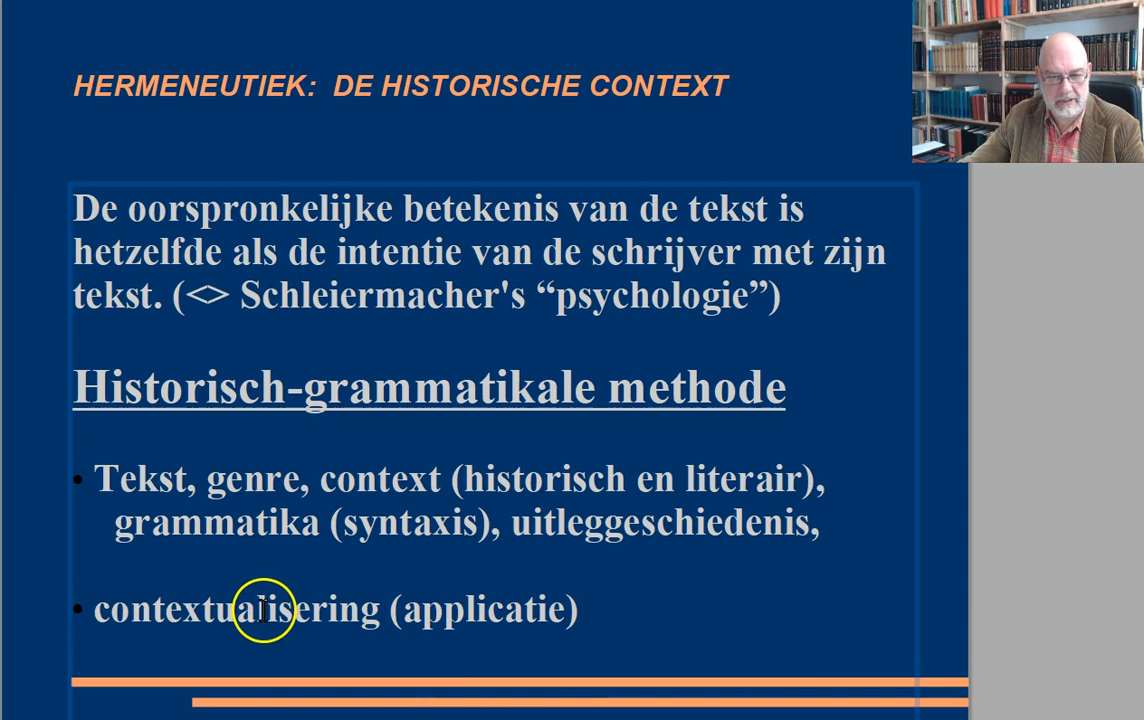 HERMENEUTIEK:  DE HISTORISCHE CONTEXT
De oorspronkelijke betekenis van de tekst is
hetzelfde als de intentie van de schrijver met zijn
tekst. (<> Schleiermacher's “psychologie”)
Historisch-grammatikale methode
• Tekst, genre, context (historisch en literair),
grammatika (syntaxis), uitleggeschiedenis,
• contextualisering (applicatie)